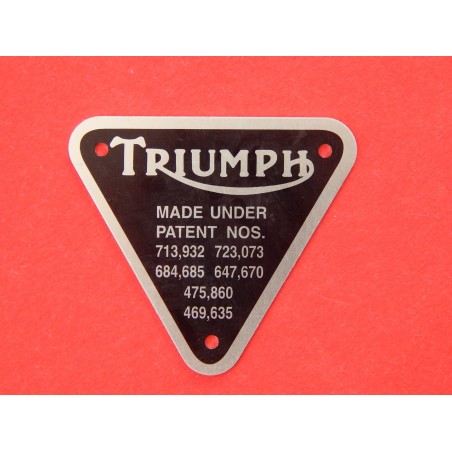 TRIUMPH
MADE UNDER
PATENT NOS.
713,932 723,073
684,685 647,670
475,860
469,635